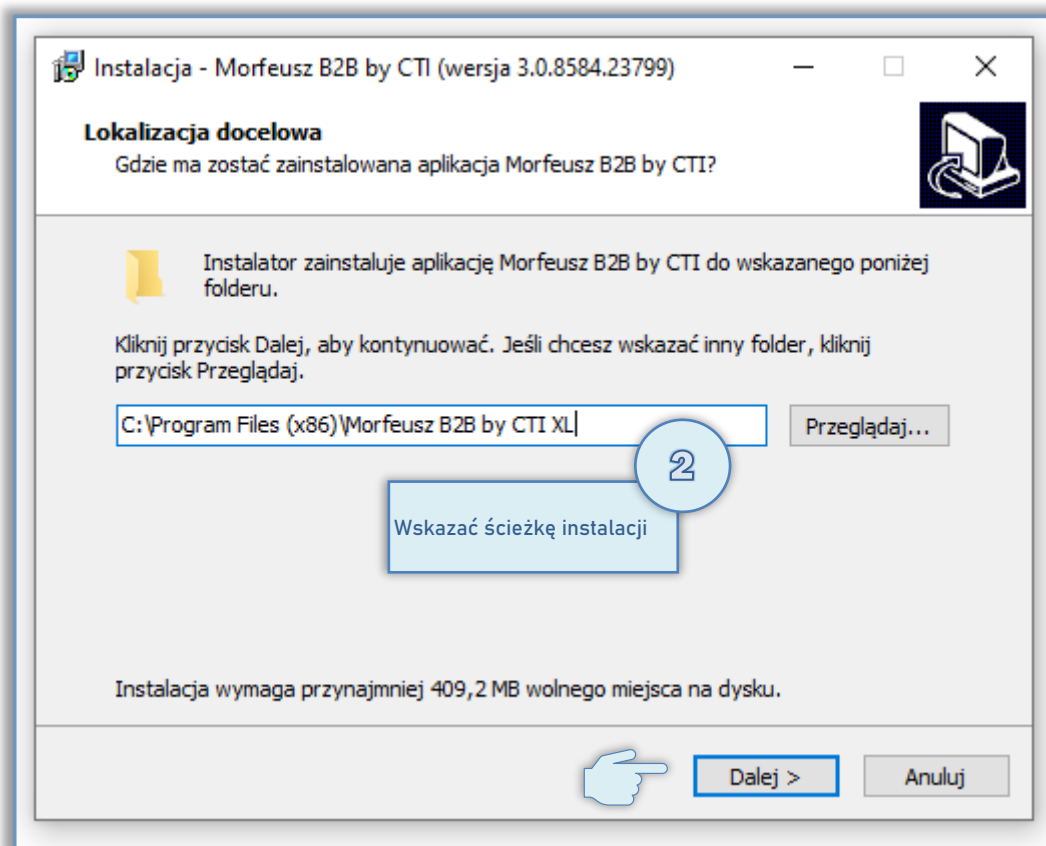 Instalacja - Morfeusz B2B by CTI (wersja 3.0.8584.23799)
Lokalizacja docelowa
Gdzie ma zostać zainstalowana aplikacja Morfeusz B2B by CTI?
Instalator zainstaluje aplikację Morfeusz B2B by CTI do wskazanego poniżej
folderu.
Kliknij przycisk Dalej, aby kontynuować. Jeśli chcesz wskazać inny folder, kliknij
przycisk Przeglądaj.
C:\Program Files (x86)\Morfeusz B2B by CTI XL
Przeglądaj...
2
Wskazać ścieżkę instalacji
Instalacja wymaga przynajmniej 409,2 MB wolnego miejsca na dysku.
Dalej >
Anuluj